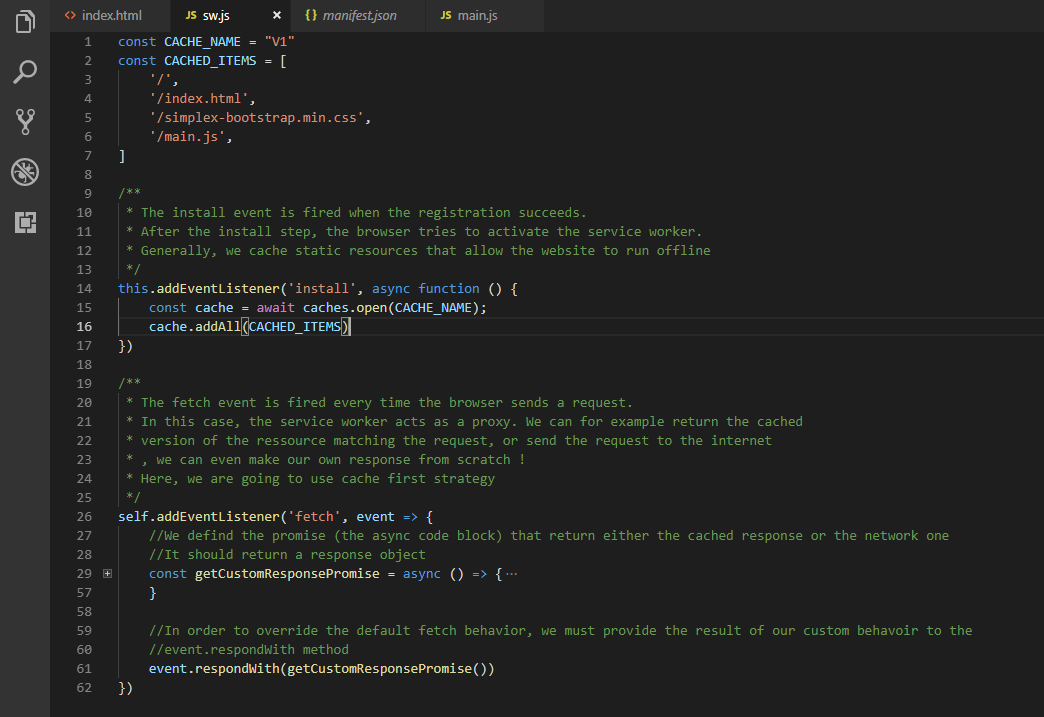 index.html JS sw.js × {} manifest.json JS main.js
1 const CACHE_NAME = "V1"
2 const CACHED_ITEMS = [
3 '/',
4 '/index.html',
5 '/simplex-bootstrap.min.css',
6 '/main.js',
7 ]
8
9 /**
10 * The install event is fired when the registration succeeds.
11 * After the install step, the browser tries to activate the service worker.
12 * Generally, we cache static resources that allow the website to run offline
13 */
14 this.addEventListener('install', async function () {
15 const cache = await caches.open(CACHE_NAME);
16 cache.addAll(CACHED_ITEMS)
17 })
18
19 /**
20 * The fetch event is fired every time the browser sends a request.
21 * In this case, the service worker acts as a proxy. We can for example return the cached
22 * version of the ressource matching the request, or send the request to the internet
23 * , we can even make our own response from scratch !
24 * Here, we are going to use cache first strategy
25 */
26 self.addEventListener('fetch', event => {
27 //We defind the promise (the async code block) that return either the cached response or the network one
28 //It should return a response object
29 const getCustomResponsePromise = async () => {···
57 }
58
59 //In order to override the default fetch behavior, we must provide the result of our custom behavoir to the
60 //event.respondWith method
61 event.respondWith(getCustomResponsePromise())
62 })